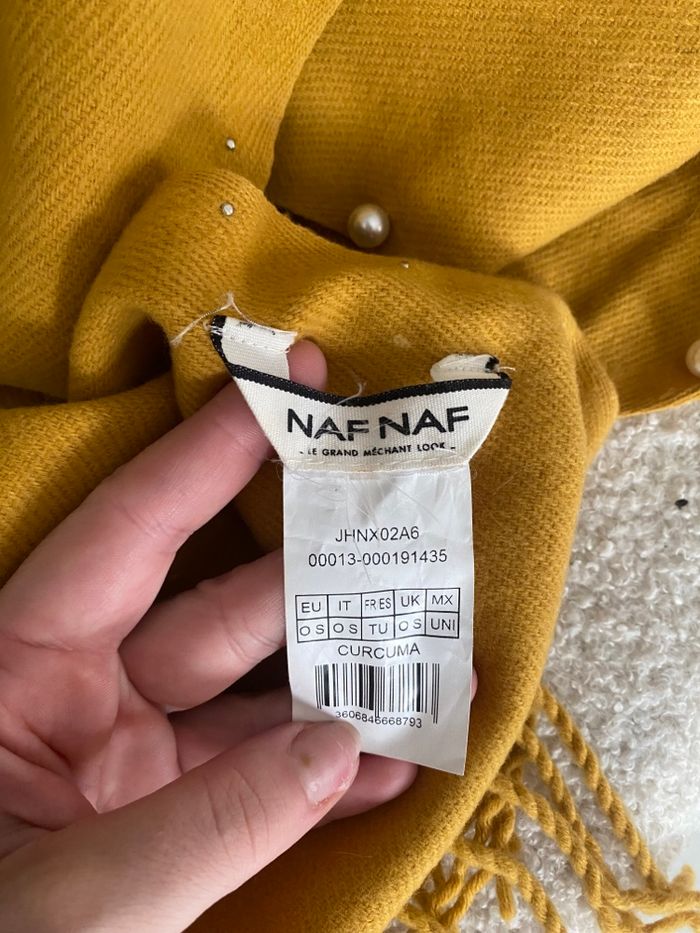 NAF NAF
- LE GRAND MÉCHANT LOOK -
JHNX02A6
00013-000191435
EU IT FR ES UK MX
OS OS TU OS UNI
CURCUMA
3606846668793